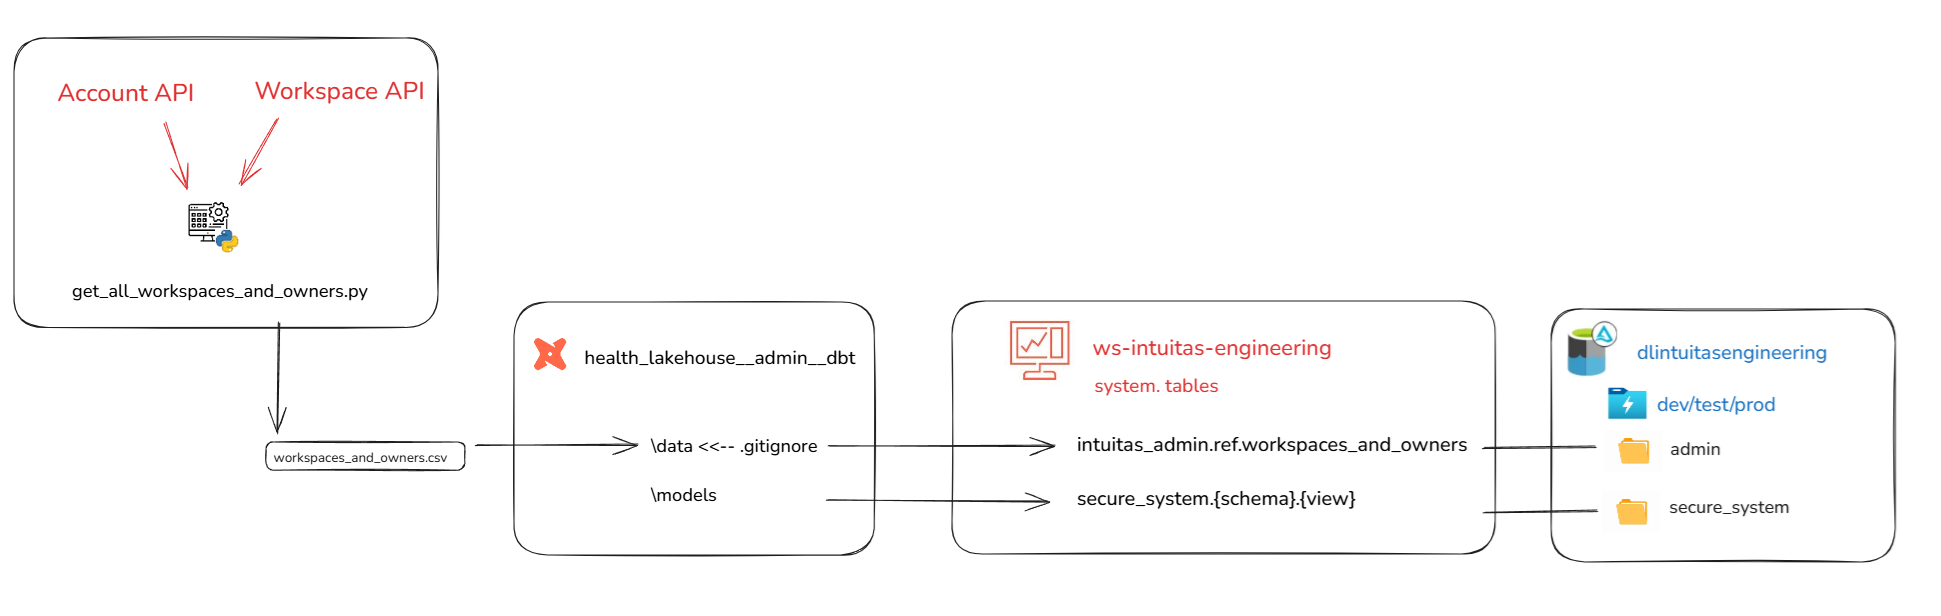 Account API
Workspace API
get_all_workspaces_and_owners.py
workspaces_and_owners.csv
health_lakehouse__admin__dbt
\data <<-- .gitignore
\models
ws-intuitas-engineering
system. tables
intuitas_admin.ref.workspaces_and_owners
secure_system.{schema}.{view}
dlintuitasengineering
dev/test/prod
admin
secure_system